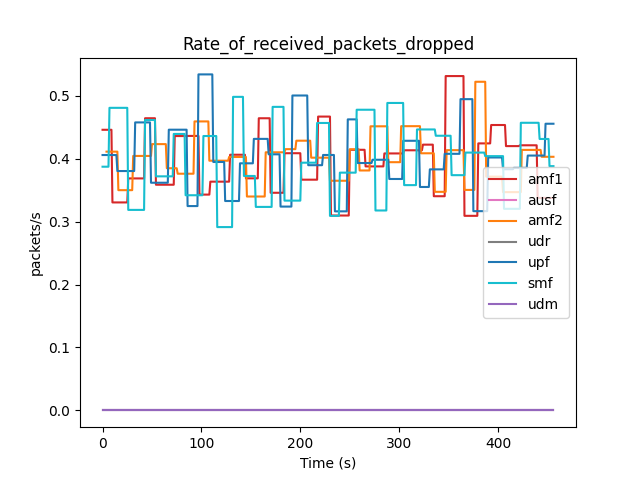 Rate_of_received_packets_dropped
packets/s
0.5
0.4
0.3
0.2
0.1
0.0
amf1
ausf
amf2
udr
upf
smf
udm
0 100 200 300 400
Time (s)